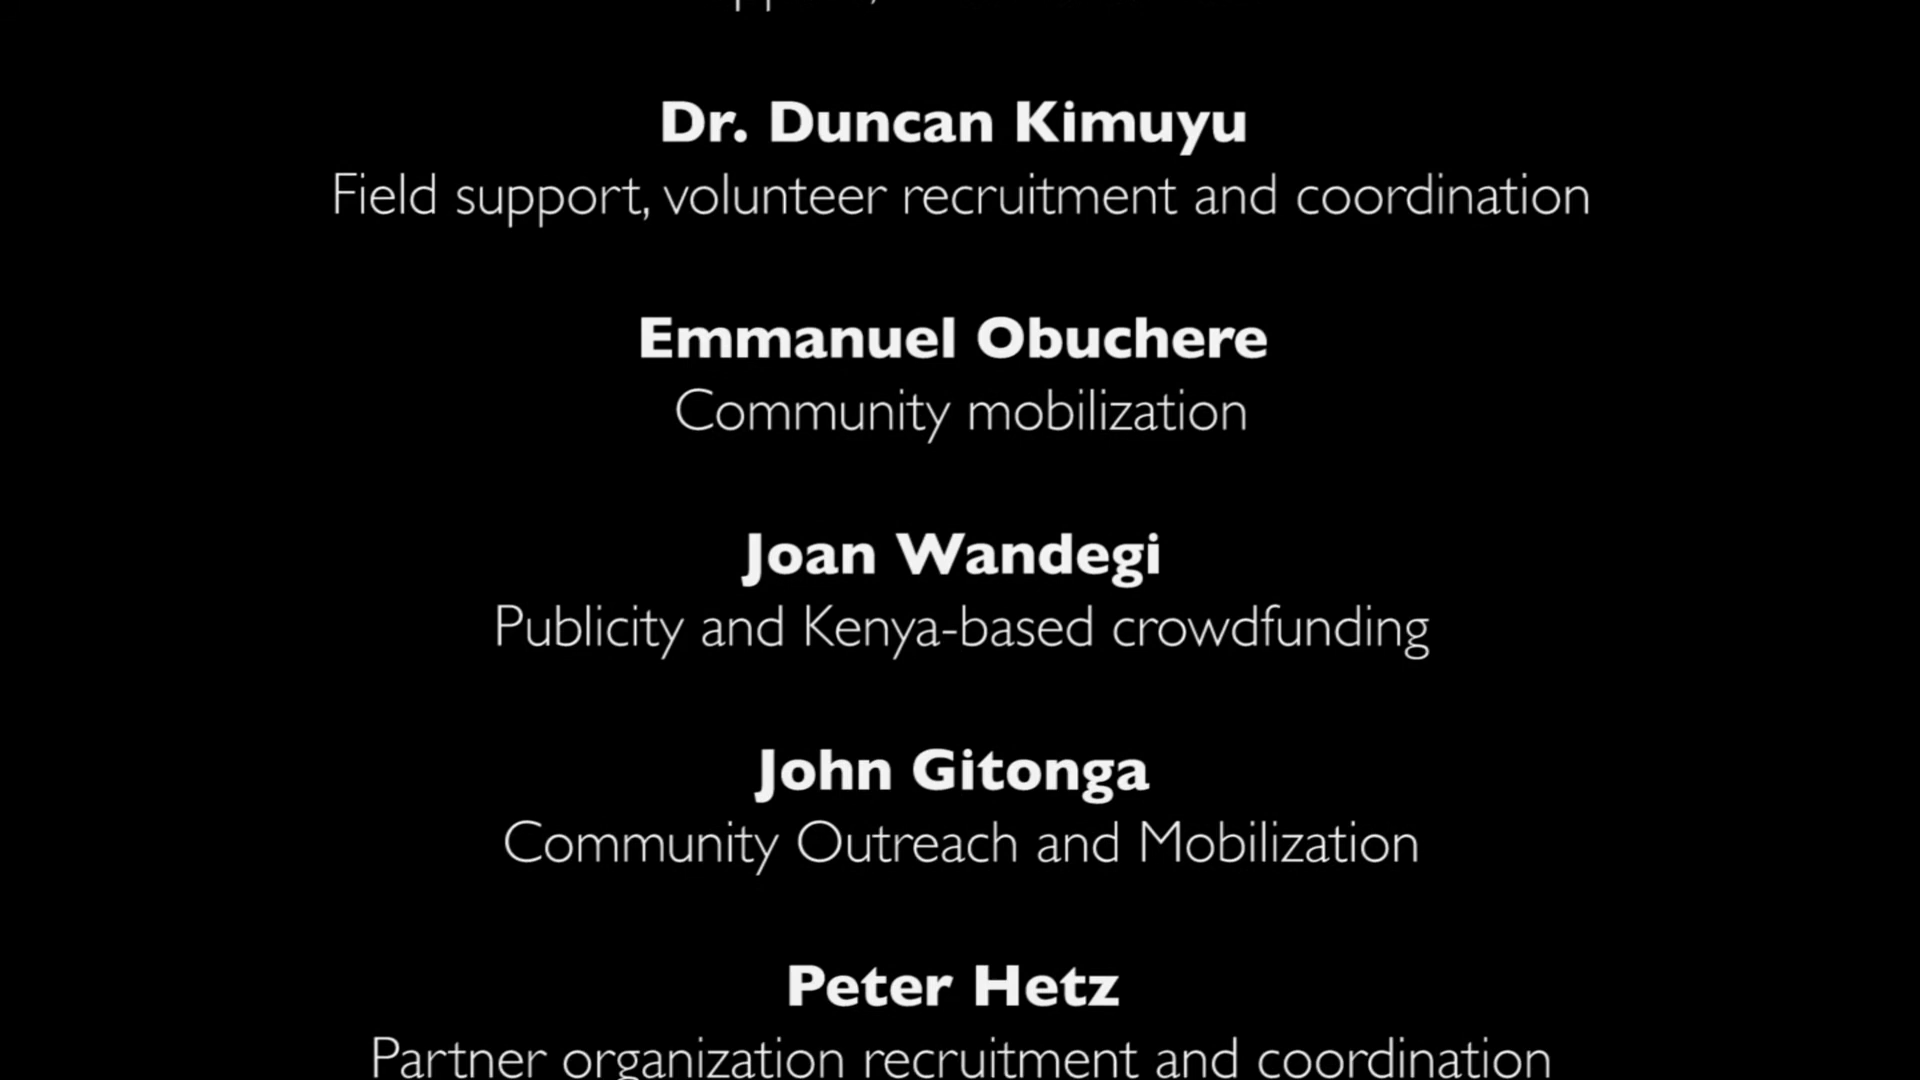 Dr. Duncan Kimuyu
Field support, volunteer recruitment and coordination
Emmanuel Obuchere
Community mobilization
Joan Wandegi
Publicity and Kenya-based crowdfunding
John Gitonga
Community Outreach and Mobilization
Peter Hetz
Partner organization recruitment and coordination